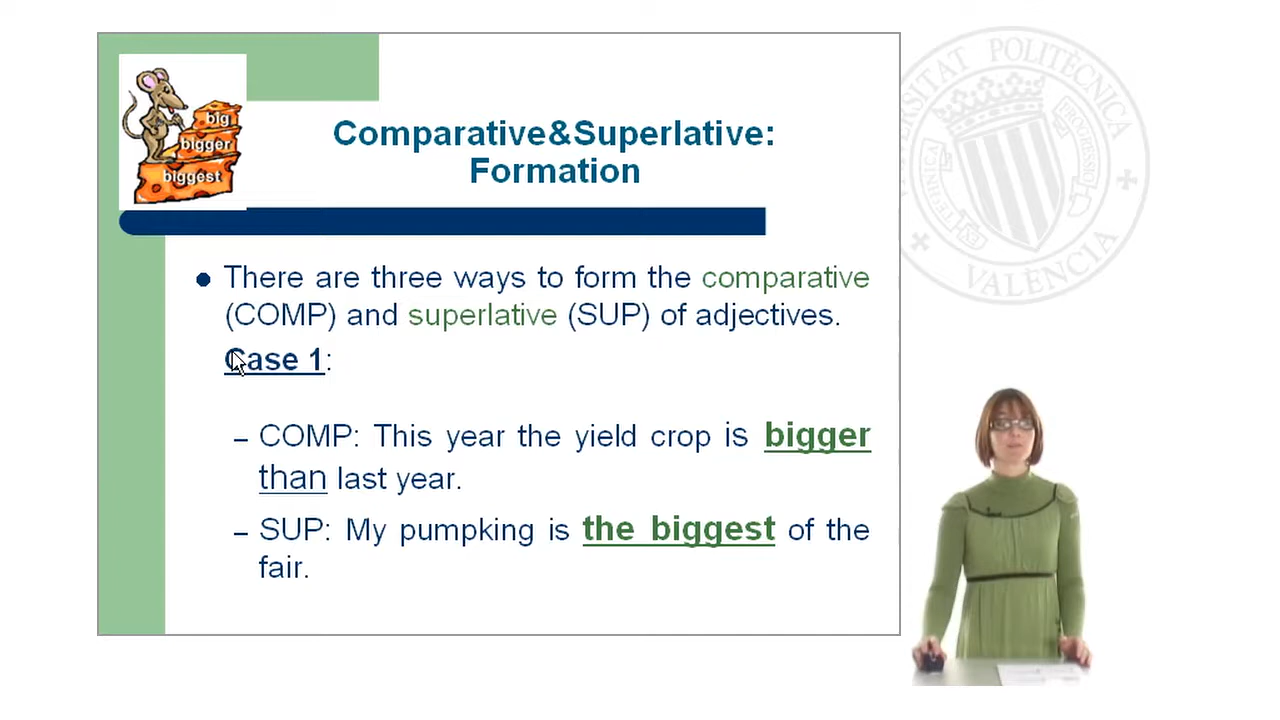 big
bigger
biggest
Comparative&Superlative:
Formation
There are three ways to form the comparative
(COMP) and superlative (SUP) of adjectives.
Case 1:
– COMP: This year the yield crop is bigger
than last year.
– SUP: My pumpking is the biggest of the
fair.
POLITÈCNICA
VALÈNCIA